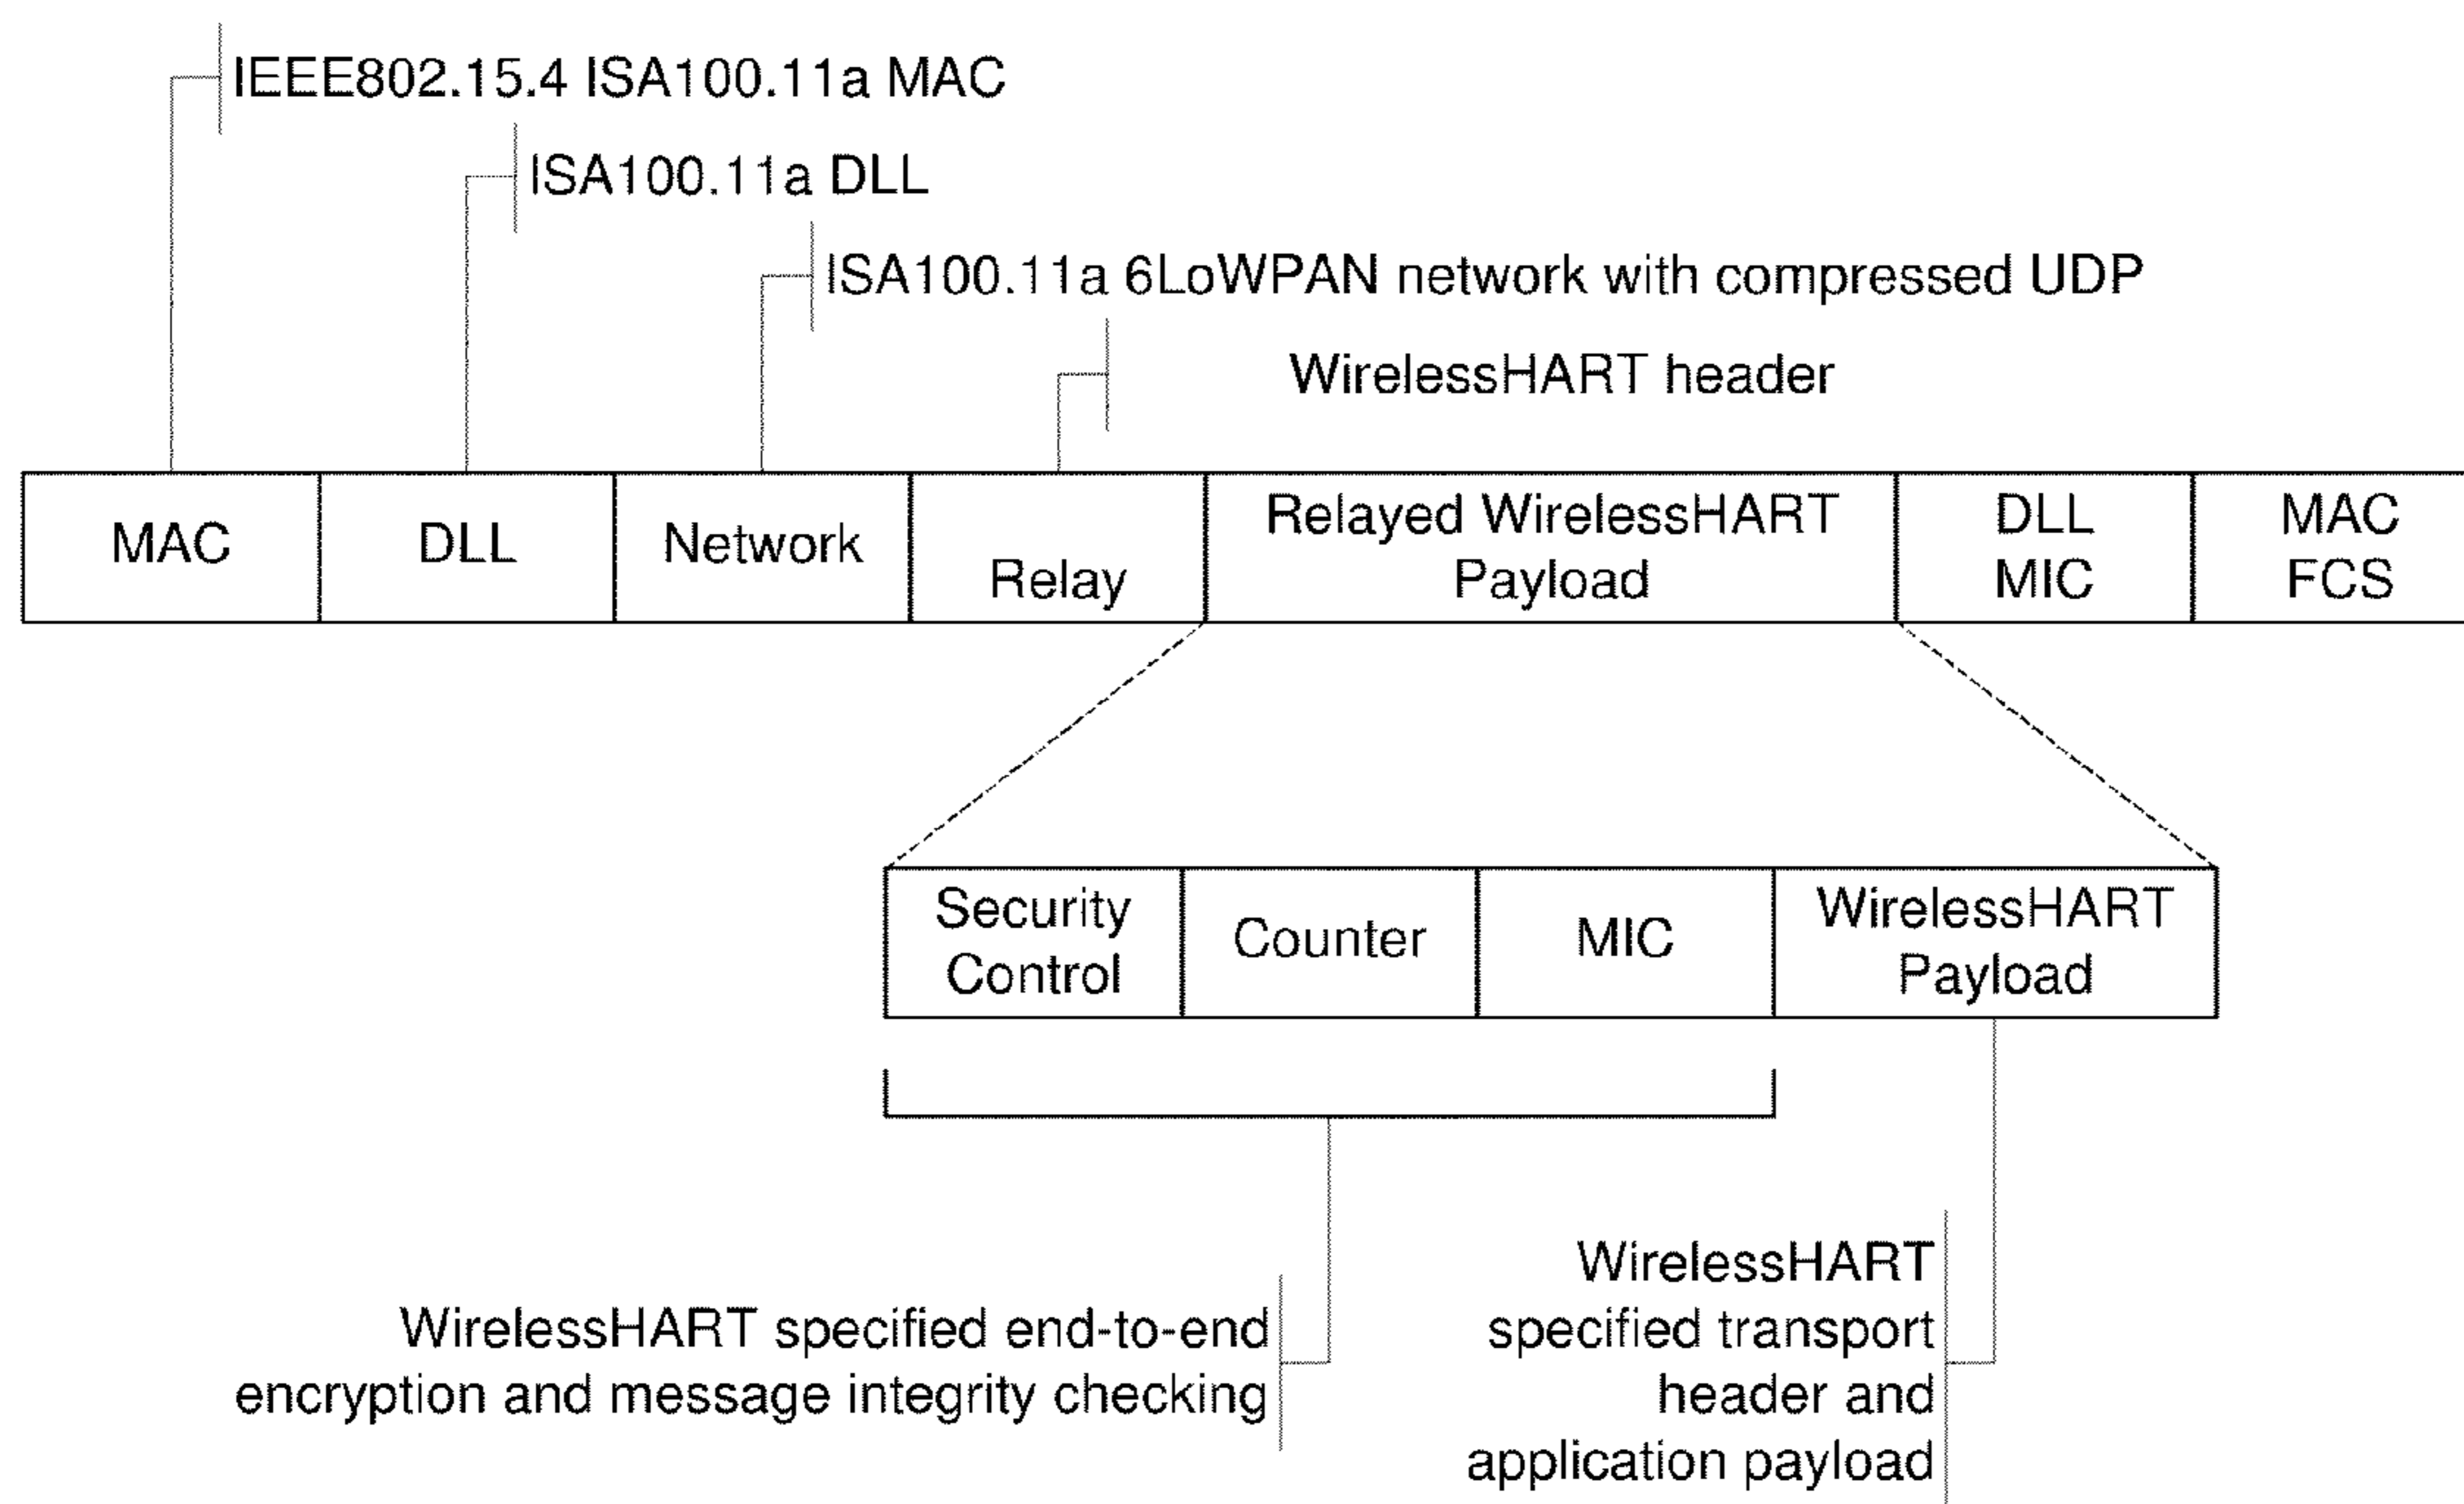 IEEE802.15.4 ISA100.11a MAC
ISA100.11a DLL
ISA100.11a 6LoWPAN network with compressed UDP
WirelessHART header
MAC
DLL
Network
Relay
Relayed WirelessHART
Payload
DLL
MIC
MAC
FCS
Security
Control
Counter
MIC
WirelessHART
Payload
WirelessHART specified end-to-end
encryption and message integrity checking
WirelessHART
specified transport
header and
application payload